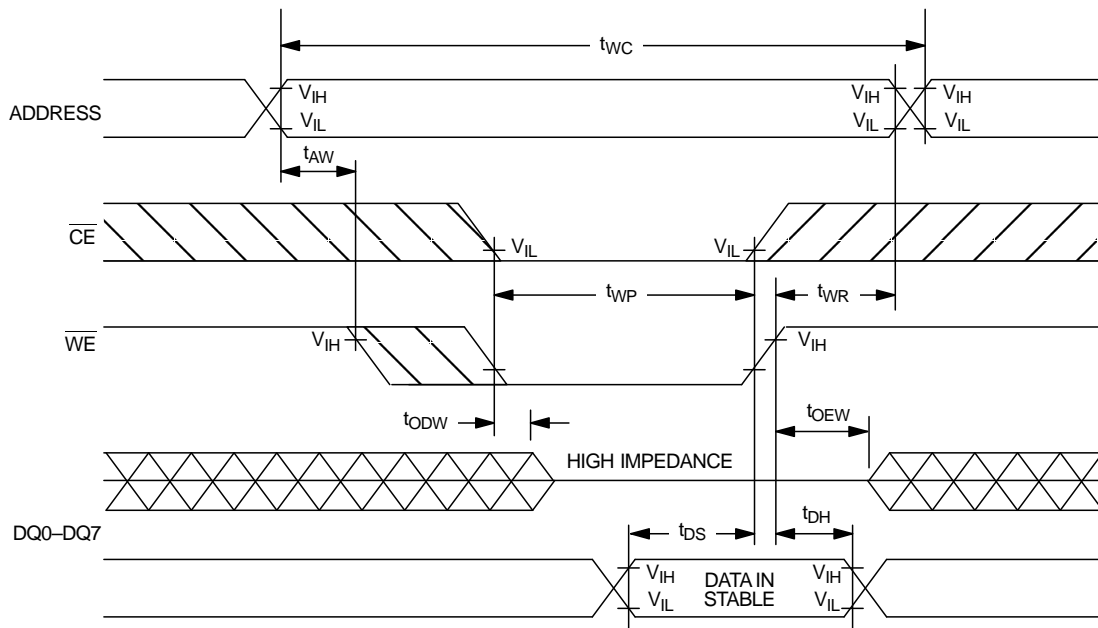 tWC
ADDRESS
VIH
VIL
VIH
VIL
VIH
VIL
tAW
CE
VIL
VIL
tWP
tWR
WE
VIH
VIH
tODW
tOEW
HIGH IMPEDANCE
DQ0–DQ7
tDS
tDH
VIH
VIL
DATA IN
STABLE
VIH
VIL